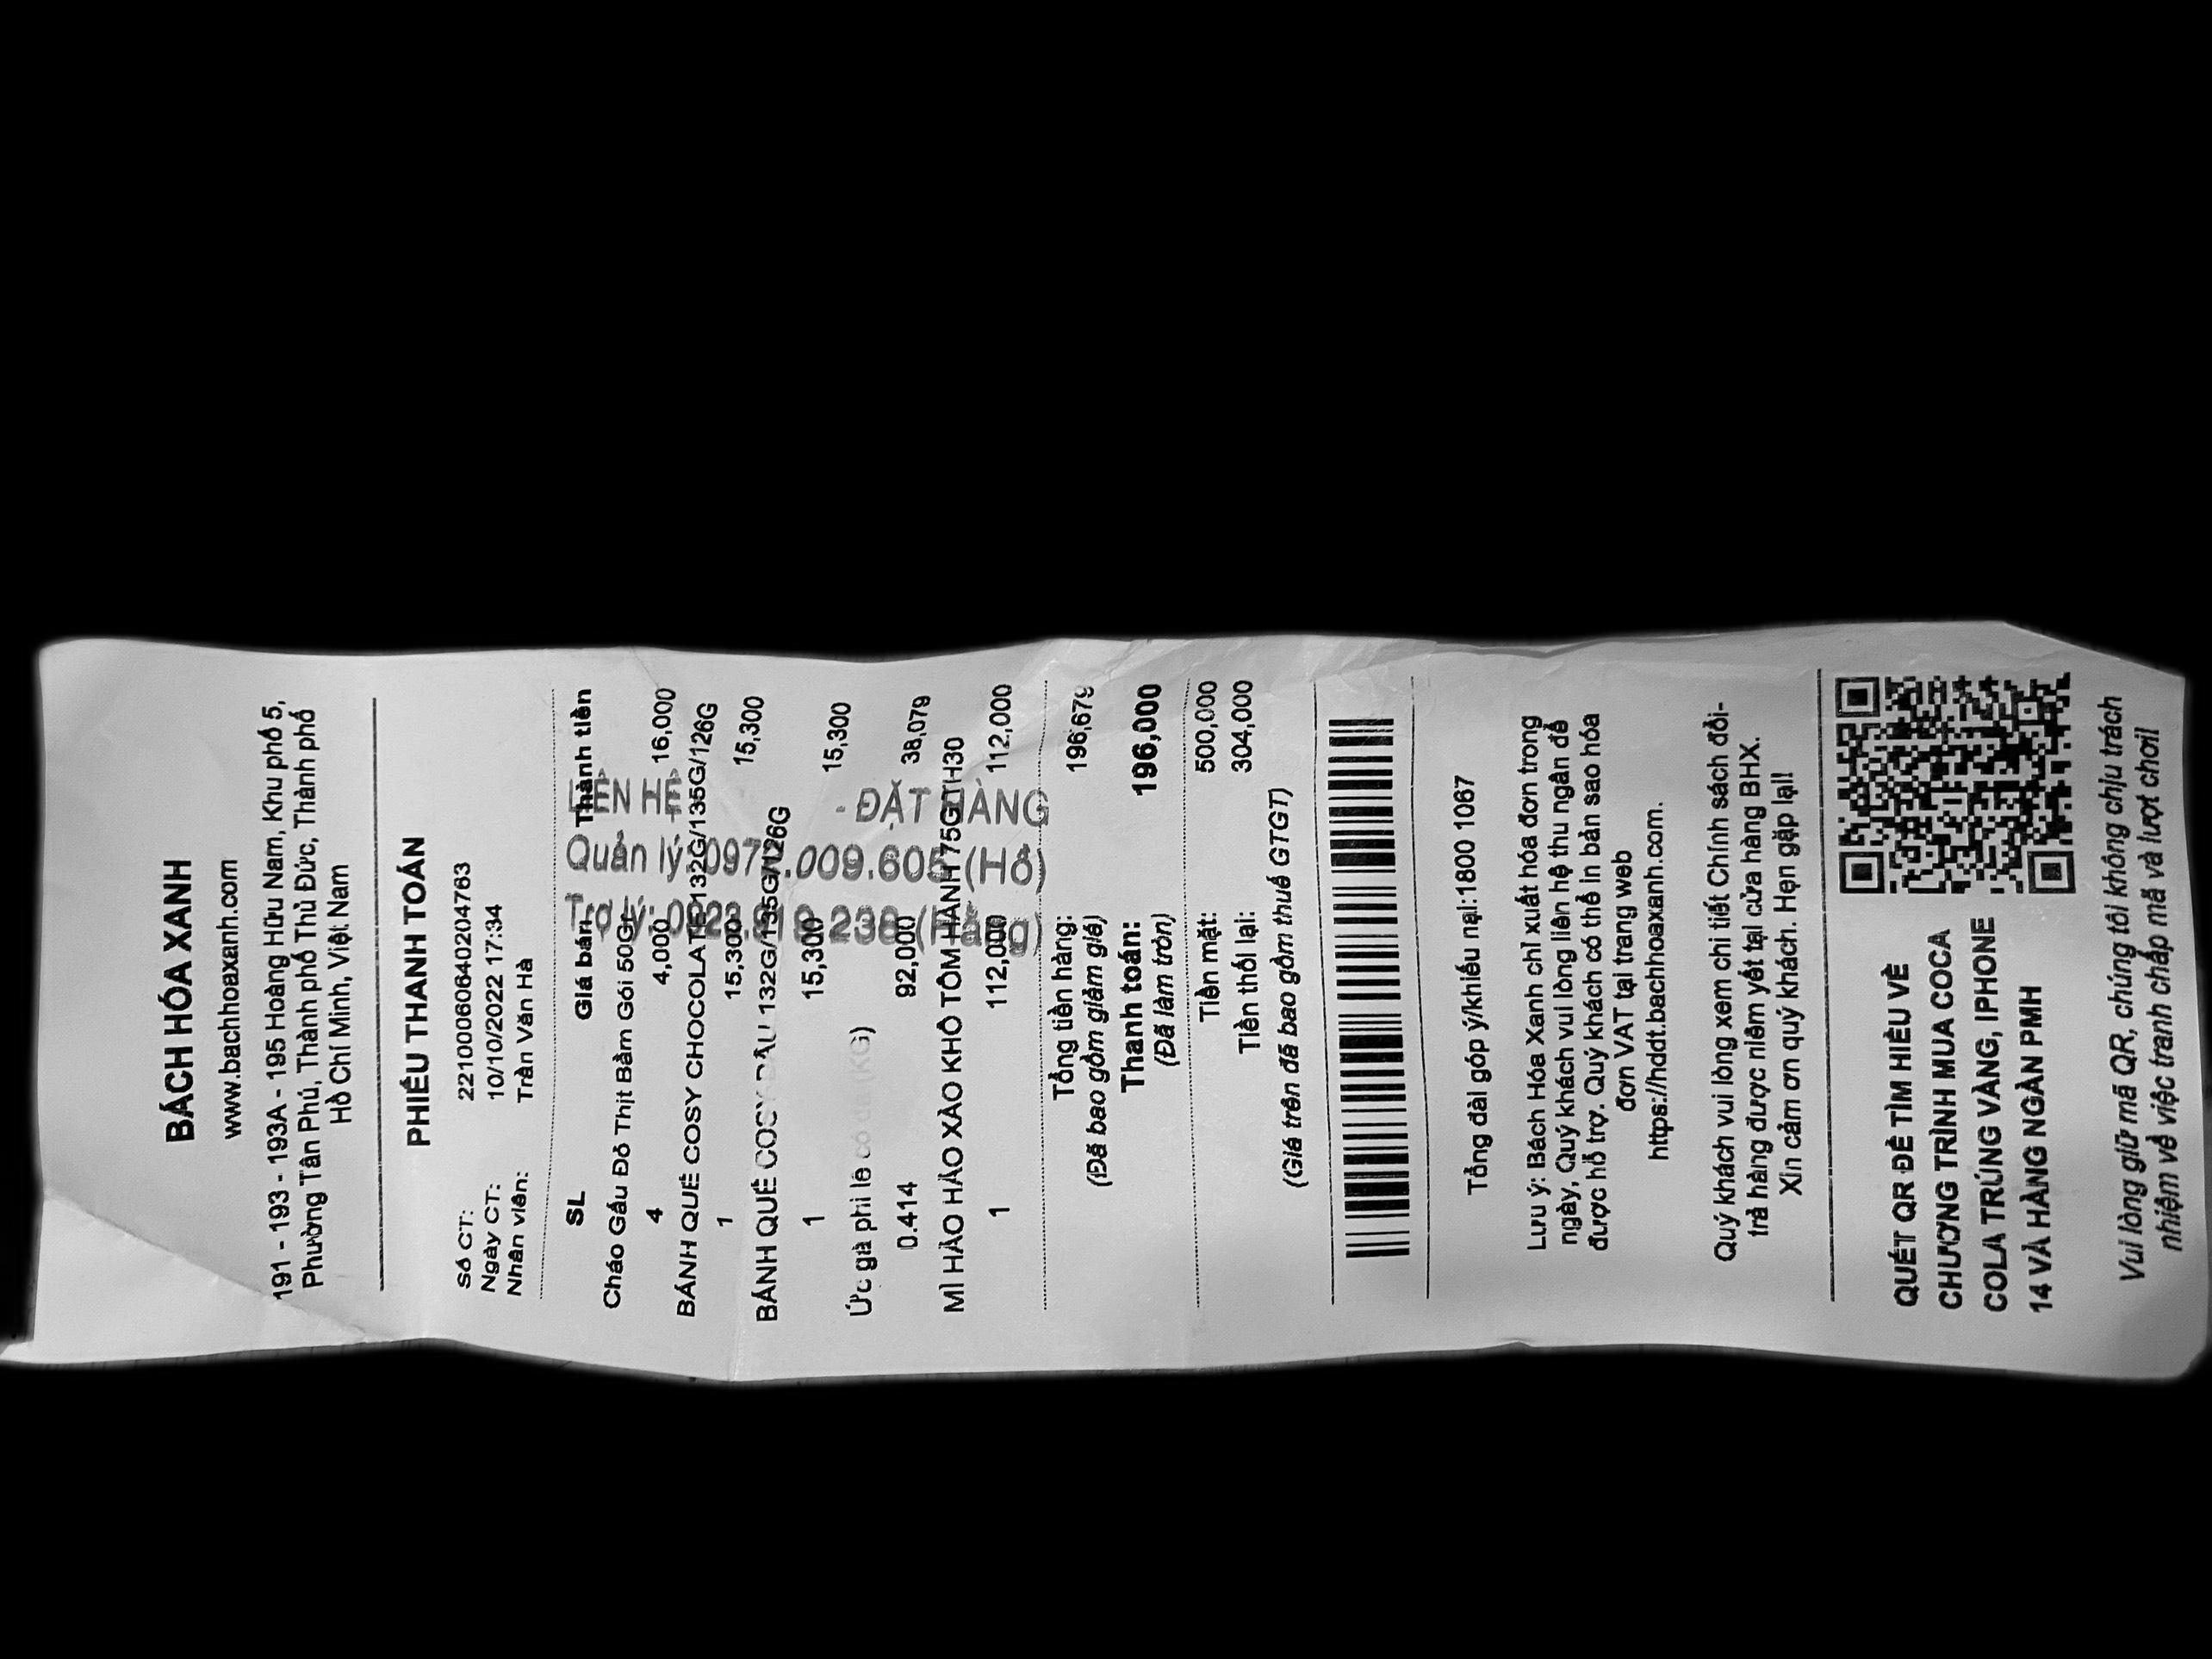 BÁCH HÓA XANH
www.bachhoaxanh.com
191 - 193 - 193A - 195 Hoàng Hữu Nam, Khu phố 5,
Phường Tân Phú, Thành phố Thủ Đức, Thành phố
Hồ Chí Minh, Việt Nam
PHIẾU THANH TOÁN
Số CT: 22100060640204763
Ngày CT: 10/10/2022 17:34
Nhân viên: Trần Văn Hà
SL Giá bán Thành tiền
LIÊN HỆ - ĐẶT HÀNG
Cháo Gấu Đỏ Thịt Bằm Gói 50Gr
4 4,000 16,000
BÁNH QUẾ COSY CHOCOLATE 132G/135G/126G
Quản lý: (Hồ)
1 15,300 15,300
BÁNH QUẾ COSY DÂU 132G/135G/126G
Trợ lý: (Hằng)
1 15,300 15,300
Ức gà phi lê có da (KG)
0.414 92,000 38,079
MÌ HẢO HẢO XÀO KHÔ TÔM HÀNH 75G
1 112,000 112,000
Tổng tiền hàng: 196,679
(Đã bao gồm giảm giá)
Thanh toán: 196,000
(Đã làm tròn)
Tiền mặt: 500,000
Tiền thối lại: 304,000
(Giá trên đã bao gồm thuế GTGT)
Tổng đài góp ý/khiếu nại:1800 1067
Lưu ý: Bách Hóa Xanh chỉ xuất hóa đơn trong
ngày, Quý khách vui lòng liên hệ thu ngân để
được hỗ trợ. Quý khách có thể in bản sao hóa
đơn VAT tại trang web
https://hddt.bachhoaxanh.com.
Quý khách vui lòng xem chi tiết Chính sách đổi-
trả hàng được niêm yết tại cửa hàng BHX.
Xin cảm ơn quý khách. Hẹn gặp lại!
QUÉT QR ĐỂ TÌM HIỂU VỀ
CHƯƠNG TRÌNH MUA COCA
COLA TRÚNG VÀNG, IPHONE
14 VÀ HÀNG NGÀN PMH
Vui lòng giữ mã QR, chúng tôi không chịu trách
nhiệm về việc tranh chấp mã và lượt chơi!